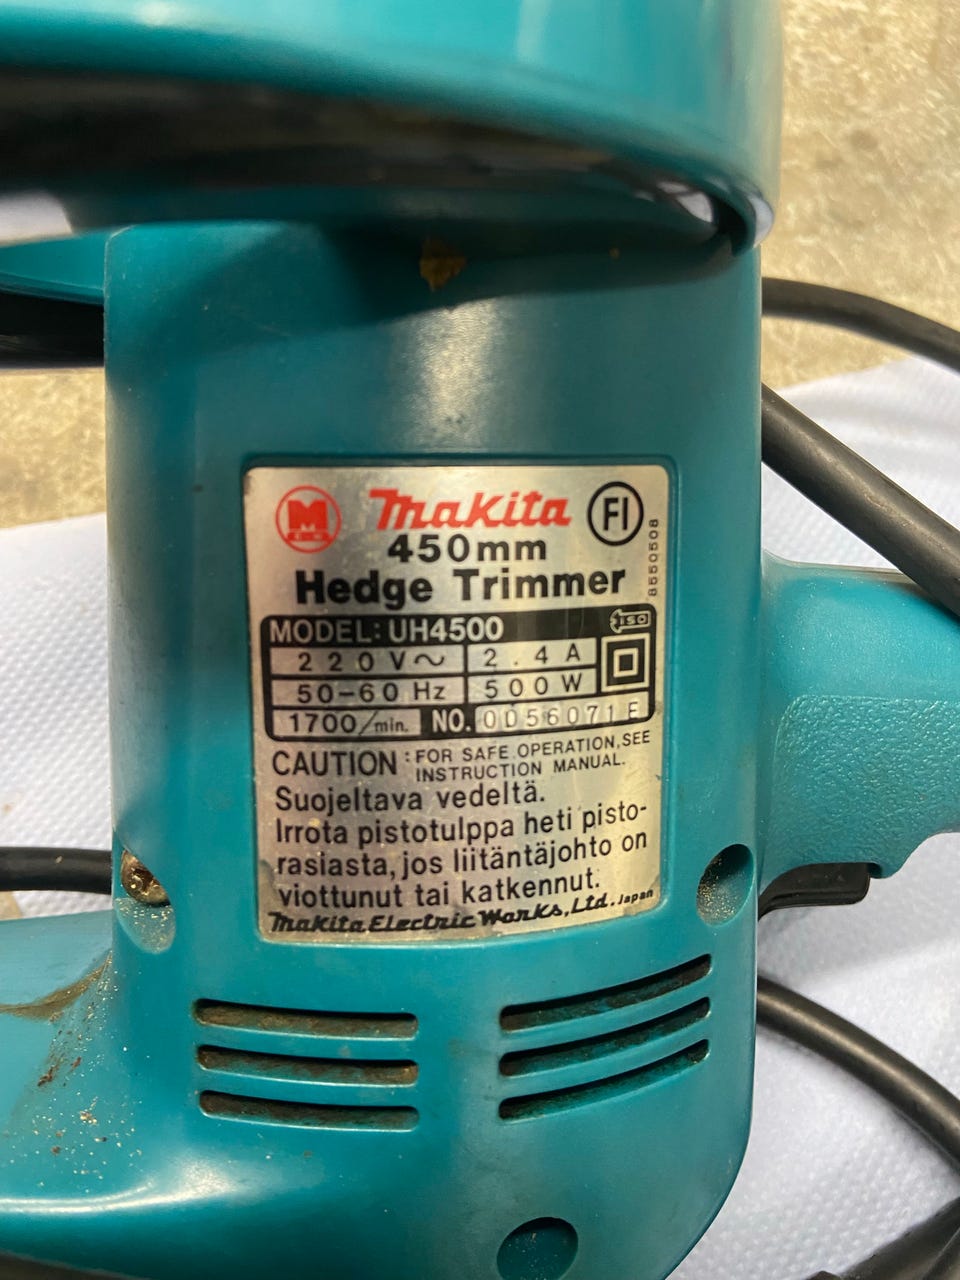 M
Makita
FI
450mm
Hedge Trimmer
8550508
MODEL: UH4500
ISO
220V~ 2.4A
50-60 Hz 500W
1700/min. NO. 0D56071E
CAUTION: FOR SAFE OPERATION, SEE
INSTRUCTION MANUAL.
Suojeltava vedeltä.
Irrota pistotulppa heti pisto-
rasiasta, jos liitäntäjohto on
viottunut tai katkennut.
Makita Electric Works, Ltd. Japan